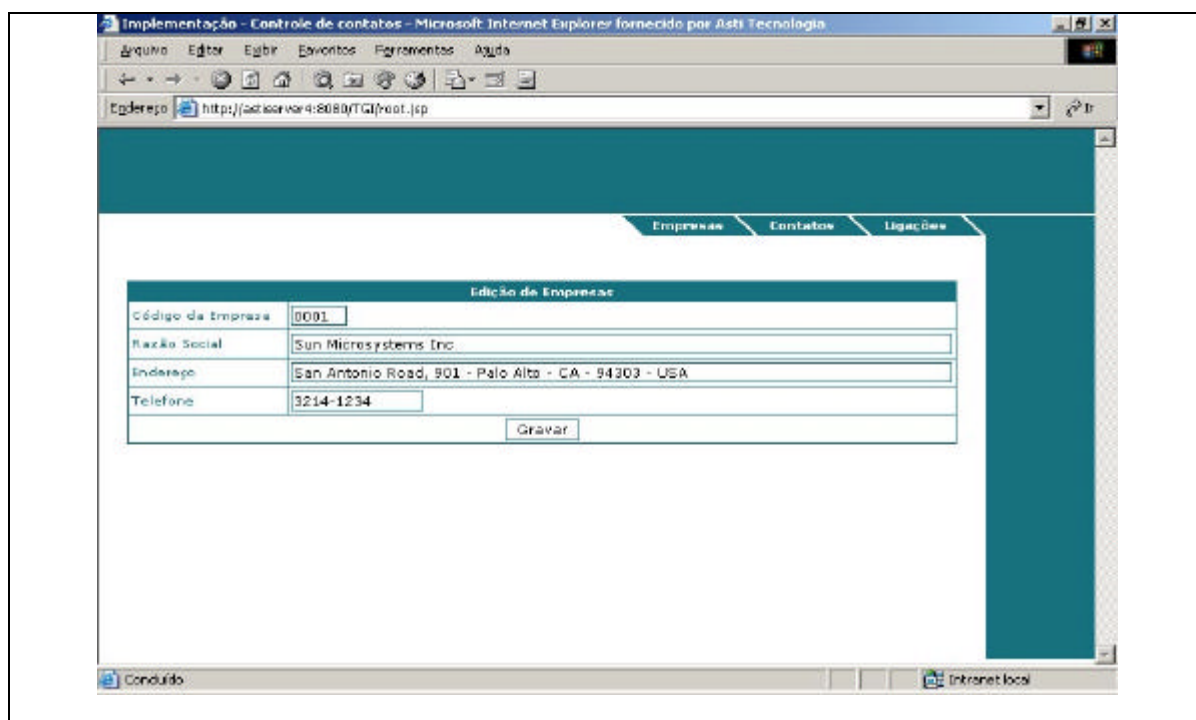 Implementação - Controle de contatos - Microsoft Internet Explorer fornecido por Asti Tecnologia
Arquivo Editar Exibir Favoritos Ferramentas Ajuda
Endereço http://astiserver4:8080/TGI/root.jsp Ir
Empresas Contatos Ligações
Edição de Empresas
Código da Empresa 0001
Razão Social Sun Microsystems Inc
Endereço San Antonio Road, 901 - Palo Alto - CA - 94303 - USA
Telefone 3214-1234
Gravar
Concluído Intranet local